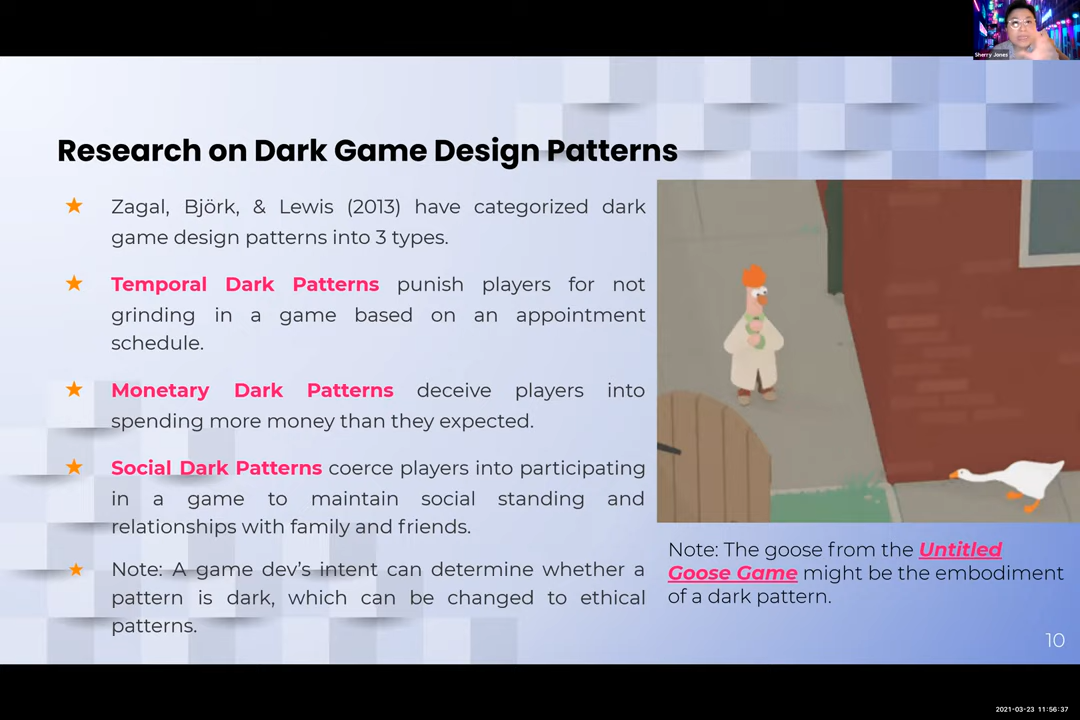 Sherry Jones
Research on Dark Game Design Patterns
Zagal, Björk, & Lewis (2013) have categorized dark
game design patterns into 3 types.
Temporal Dark Patterns punish players for not
grinding in a game based on an appointment
schedule.
Monetary Dark Patterns deceive players into
spending more money than they expected.
Social Dark Patterns coerce players into participating
in a game to maintain social standing and
relationships with family and friends.
Note: A game dev's intent can determine whether a
pattern is dark, which can be changed to ethical
patterns.
Note: The goose from the Untitled
Goose Game might be the embodiment
of a dark pattern.
10
2021-03-23 11:56:37